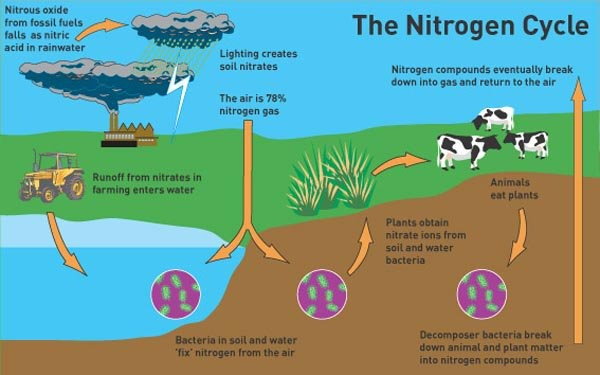 The Nitrogen Cycle
Nitrous oxide
from fossil fuels
falls as nitric
acid in rainwater
Lighting creates
soil nitrates
The air is 78%
nitrogen gas
Nitrogen compounds eventually break
down into gas and return to the air
Runoff from nitrates in
farming enters water
Animals
eat plants
Plants obtain
nitrate ions from
soil and water
bacteria
Bacteria in soil and water
'fix' nitrogen from the air
Decomposer bacteria break
down animal and plant matter
into nitrogen compounds